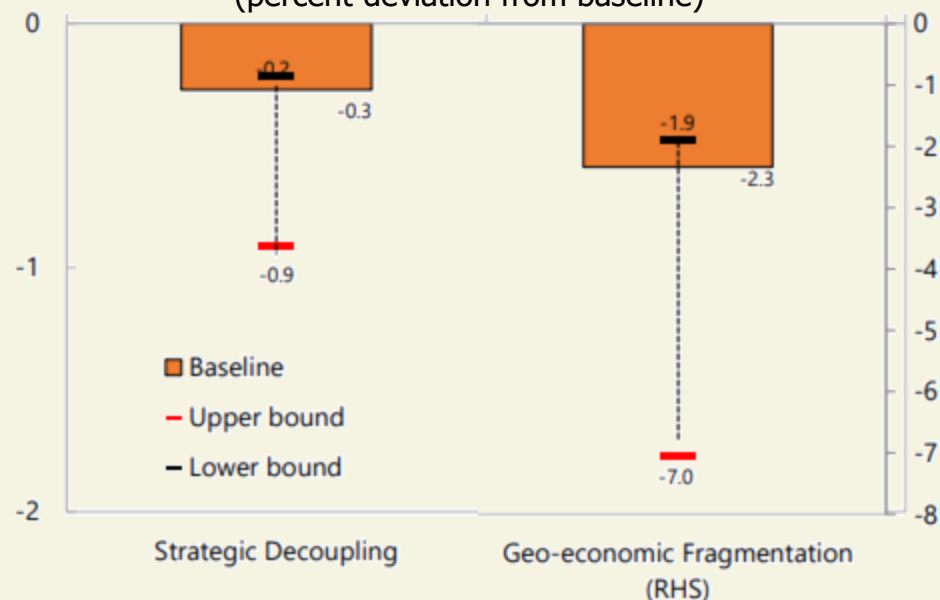 (percent deviation from baseline)
0
-1
-2
-0.2
-0.3
-0.9
-1.9
-2.3
-7.0
Baseline
Upper bound
Lower bound
0
-1
-2
-3
-4
-5
-6
-7
-8
Strategic Decoupling
Geo-economic Fragmentation
(RHS)